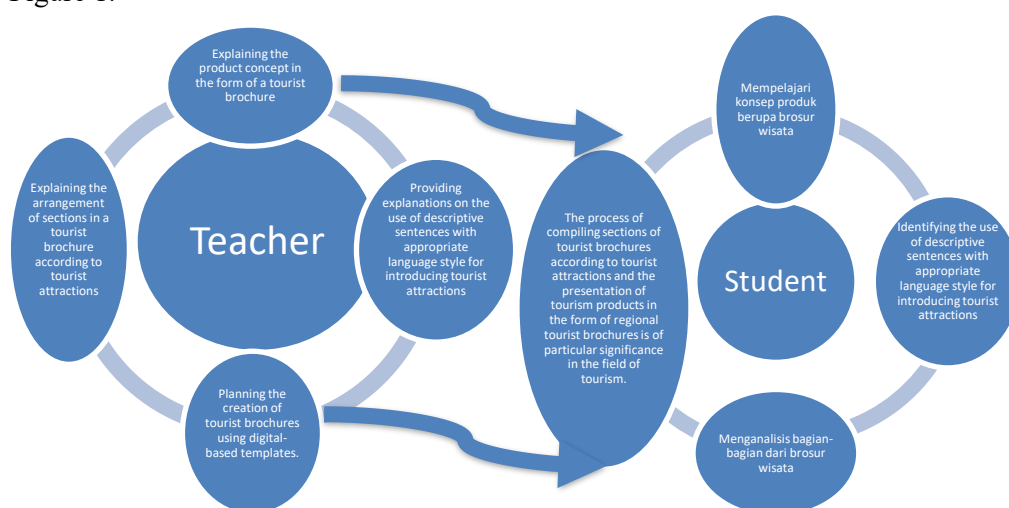 Explaining the
product concept in
the form of a tourist
brochure
Explaining the
arrangement
of sections in a
tourist
brochure
according to
tourist
attractions
Teacher
Providing
explanations on the
use of descriptive
sentences with
appropriate
language style for
introducing tourist
attractions
Planning the
creation of
tourist brochures
using digital-
based templates.
The process of
compiling sections of
tourist brochures
according to tourist
attractions and the
presentation of
tourism products in
the form of regional
tourist brochures is of
particular significance
in the field of
tourism.
Mempelajari
konsep produk
berupa brosur
wisata
Student
Identifying the use
of descriptive
sentences with
appropriate
language style for
introducing tourist
attractions
Menganalisis bagian-
bagian dari brosur
wisata